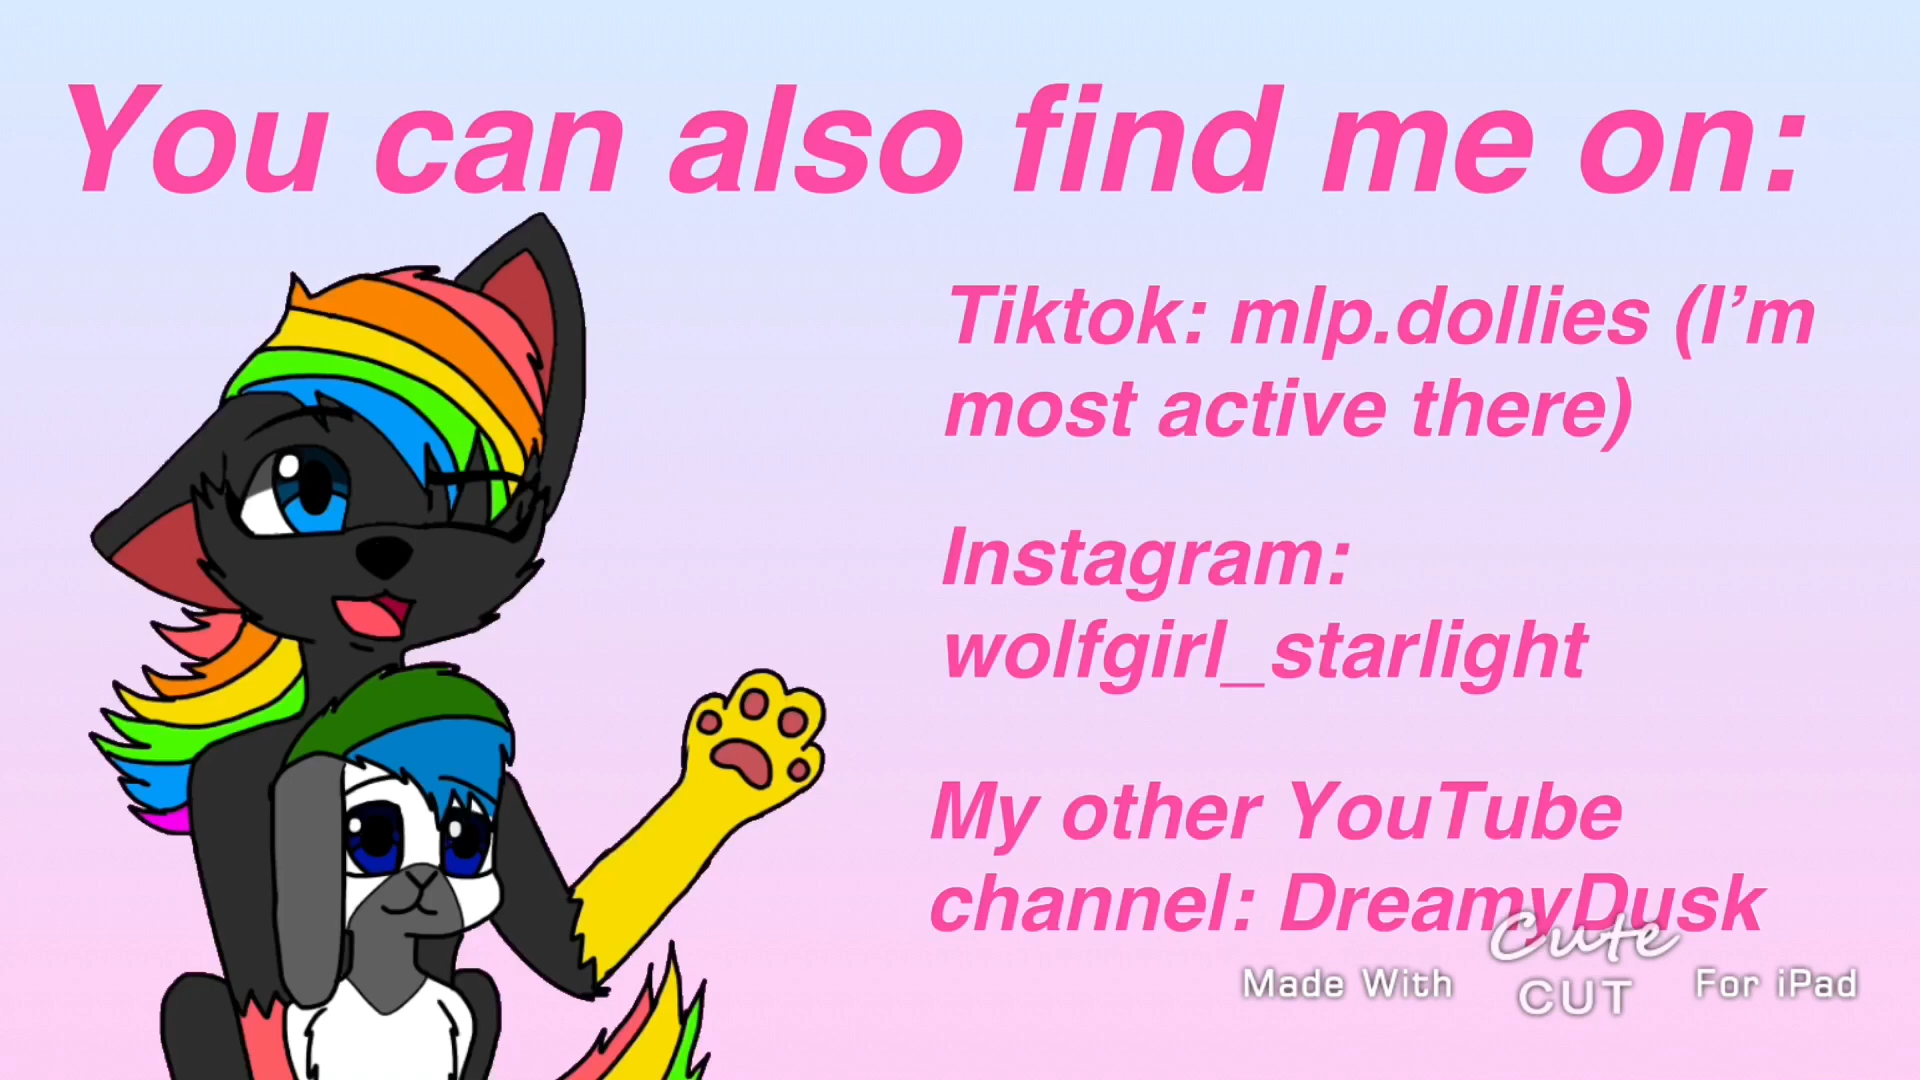 You can also find me on:
Tiktok: mlp.dollies (I’m
most active there)
Instagram:
wolfgirl_starlight
My other YouTube
channel: DreamyDusk
Made With Cute CUT For iPad